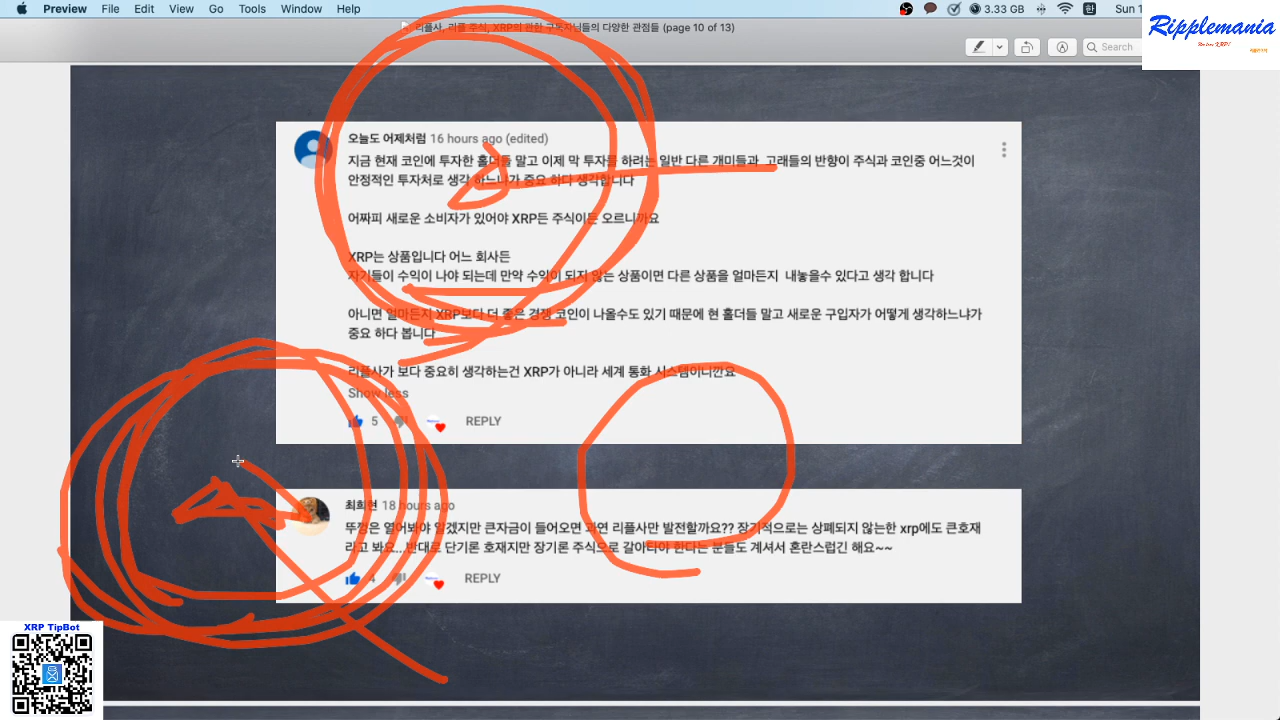 Preview File Edit View Go Tools Window Help 3.33 GB 한 Sun 1
리플사, 리플 주식, XRP의 관한 구독자님들의 다양한 관점들 (page 10 of 13)
Search
Ripplemania
오늘도 어제처럼 16 hours ago (edited)
지금 현재 코인에 투자한 홀더들 말고 이제 막 투자를 하려는 일반 다른 개미들과 고래들의 반향이 주식과 코인중 어느것이
안정적인 투자처로 생각 하느냐가 중요 하다 생각합니다
어짜피 새로운 소비자가 있어야 XRP든 주식이든 오르니까요
XRP는 상품입니다 어느 회사든
자기들이 수익이 나야 되는데 만약 수익이 되지 않는 상품이면 다른 상품을 얼마든지 내놓을수 있다고 생각 합니다
아니면 얼마든지 XRP보다 더 좋은 경쟁 코인이 나올수도 있기 때문에 현 홀더들 말고 새로운 구입자가 어떻게 생각하느냐가
중요 하다 봅니다
리플사가 보다 중요히 생각하는건 XRP가 아니라 세계 통화 시스템이니깐요
Show less
5 REPLY
최희현 18 hours ago
뚜껑은 열어봐야 알겠지만 큰자금이 들어오면 과연 리플사만 발전할까요?? 장기적으로는 상폐되지 않는한 xrp에도 큰호재
라고 봐요...반대로 단기론 호재지만 장기론 주식으로 갈아타야 한다는 분들도 계셔서 혼란스럽긴 해요~~
4 REPLY
XRP TipBot